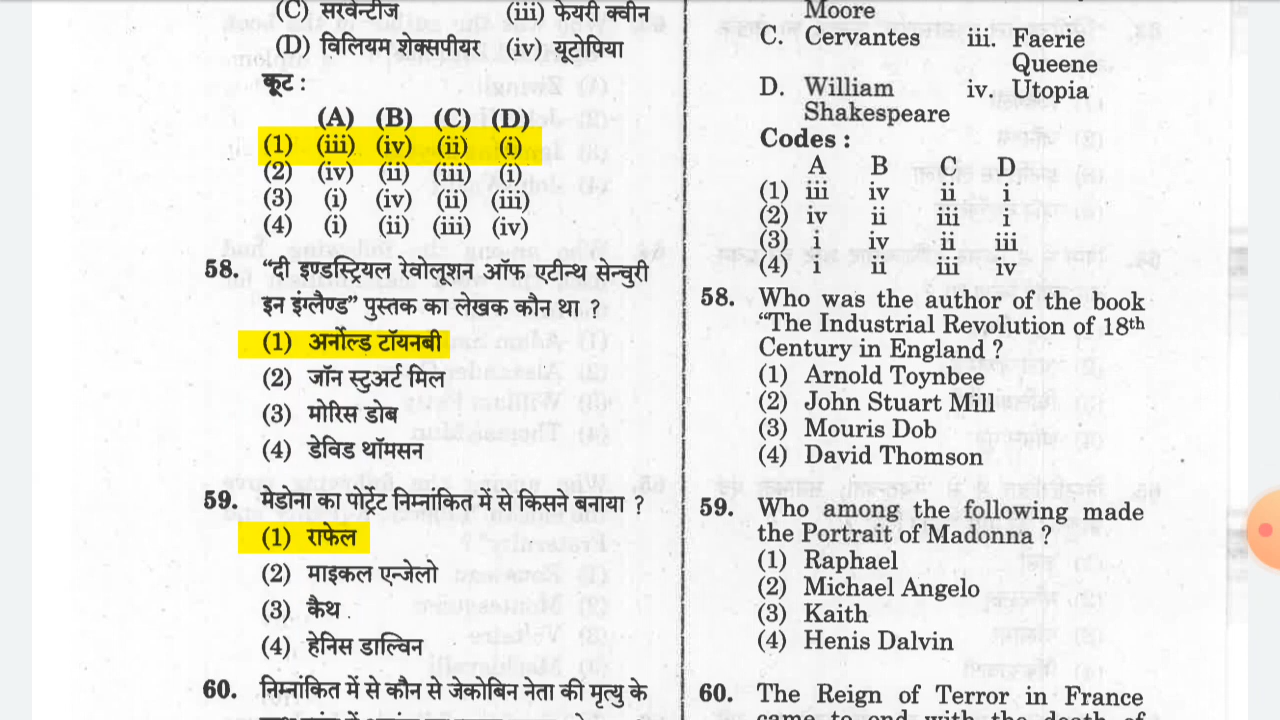 (C) सरवेन्टीज (iii) फेयरी क्वीन
(D) विलियम शेक्सपीयर (iv) यूटोपिया
कूट :
(A) (B) (C) (D)
(1) (iii) (iv) (ii) (i)
(2) (iv) (ii) (iii) (i)
(3) (i) (iv) (ii) (iii)
(4) (i) (ii) (iii) (iv)
58. “दी इण्डस्ट्रियल रेवोलूशन ऑफ एटीन्थ सेन्चुरी
इन इंग्लैण्ड” पुस्तक का लेखक कौन था ?
(1) अर्नोल्ड टॉयनबी
(2) जॉन स्टुअर्ट मिल
(3) मोरिस डोब
(4) डेविड थॉमसन
59. मेडोना का पोर्ट्रेट निम्नांकित में से किसने बनाया ?
(1) राफेल
(2) माइकल एन्जेलो
(3) कैथ
(4) हेनिस डाल्विन
60. निम्नांकित में से कौन से जेकोबिन नेता की मृत्यु के
Moore
C. Cervantes iii. Faerie
Queene
D. William iv. Utopia
Shakespeare
Codes :
A B C D
(1) iii iv ii i
(2) iv ii iii i
(3) i iv ii iii
(4) i ii iii iv
58. Who was the author of the book
“The Industrial Revolution of 18th
Century in England ?
(1) Arnold Toynbee
(2) John Stuart Mill
(3) Mouris Dob
(4) David Thomson
59. Who among the following made
the Portrait of Madonna ?
(1) Raphael
(2) Michael Angelo
(3) Kaith
(4) Henis Dalvin
60. The Reign of Terror in France
came to end with the death of